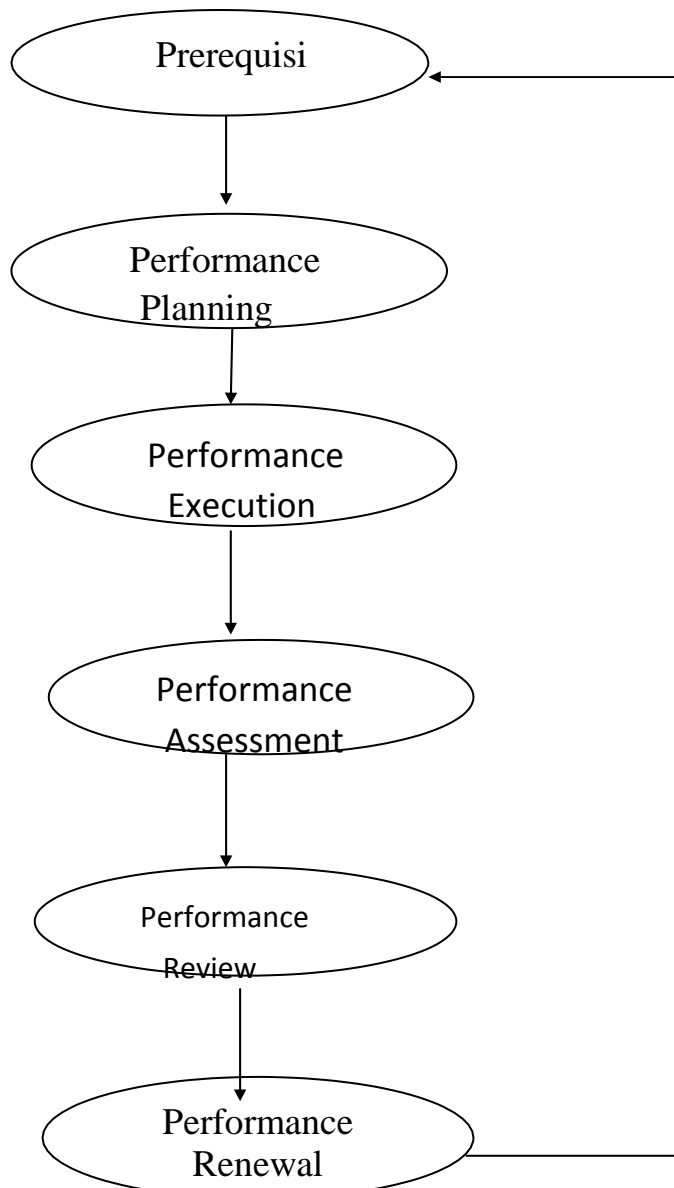 Prerequisi
Performance
Planning
Performance
Execution
Performance
Assessment
Performance
Review
Performance
Renewal